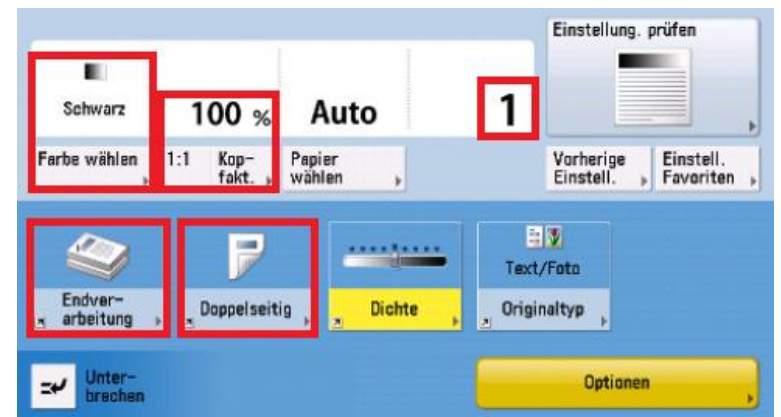 Einstellung. prüfen
Schwarz
100 %
Auto
1
Farbe wählen
1:1
Kop-
fakt.
Papier
wählen
Vorherige
Einstell.
Einstell.
Favoriten
Text/Foto
Endver-
arbeitung
Doppelseitig
Dichte
Originaltyp
Unter-
brechen
Optionen